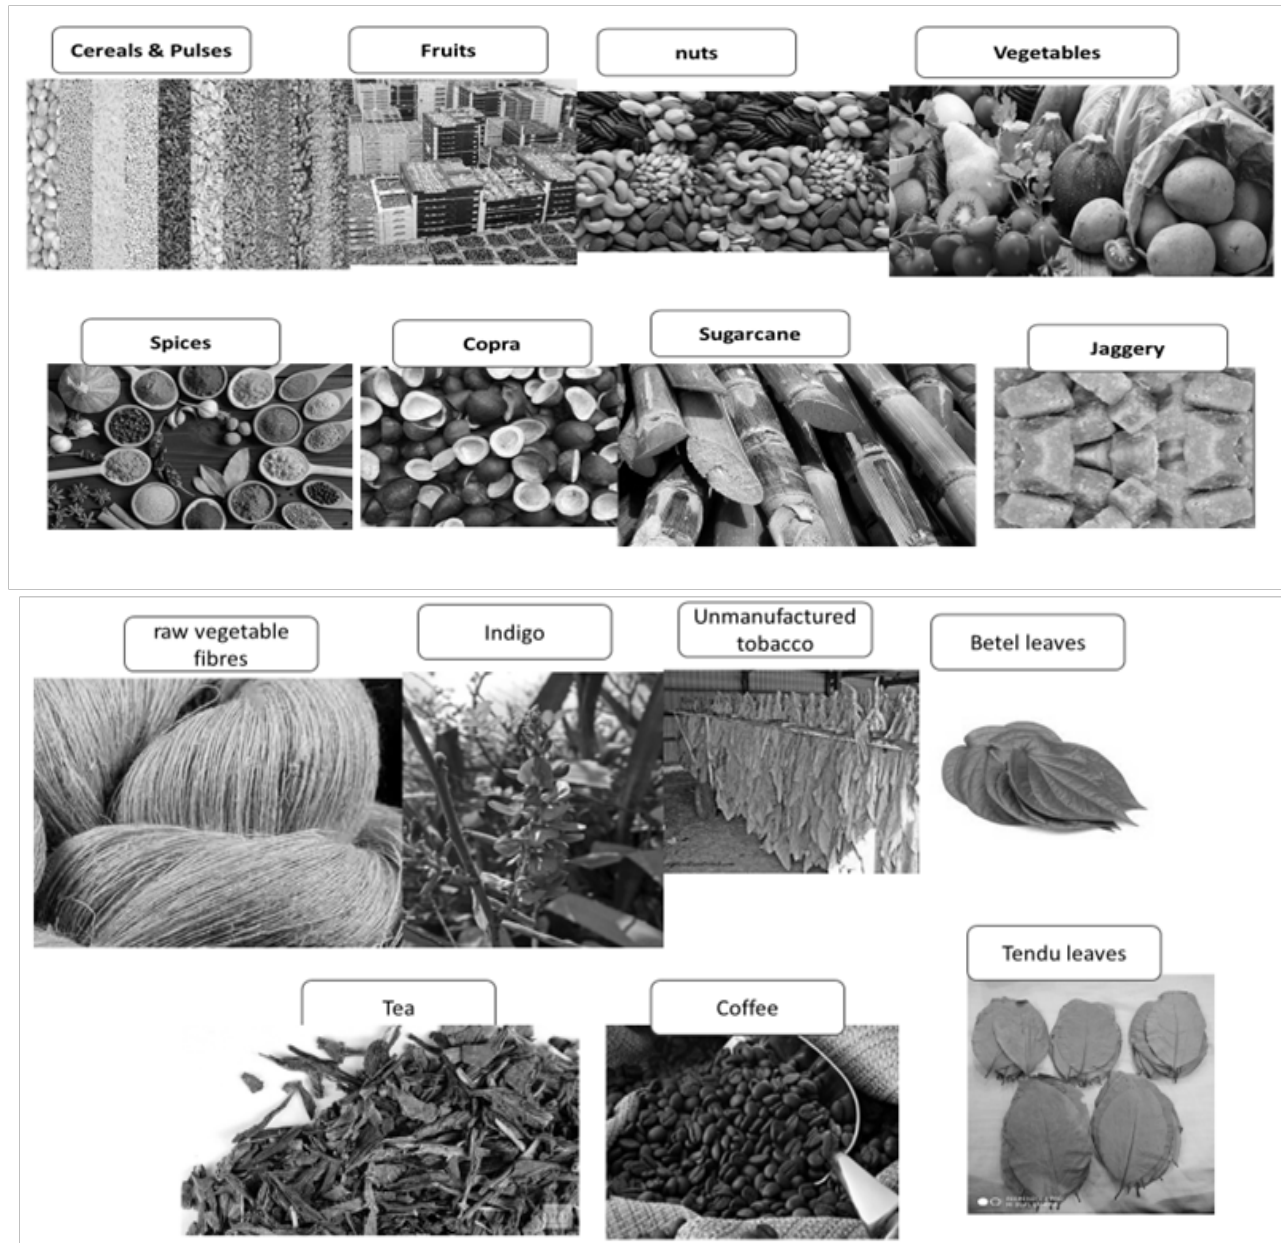 Cereals & Pulses
Fruits
nuts
Vegetables
Spices
Copra
Sugarcane
Jaggery
raw vegetable
fibres
Indigo
Unmanufactured
tobacco
Betel leaves
Tea
Coffee
Tendu leaves